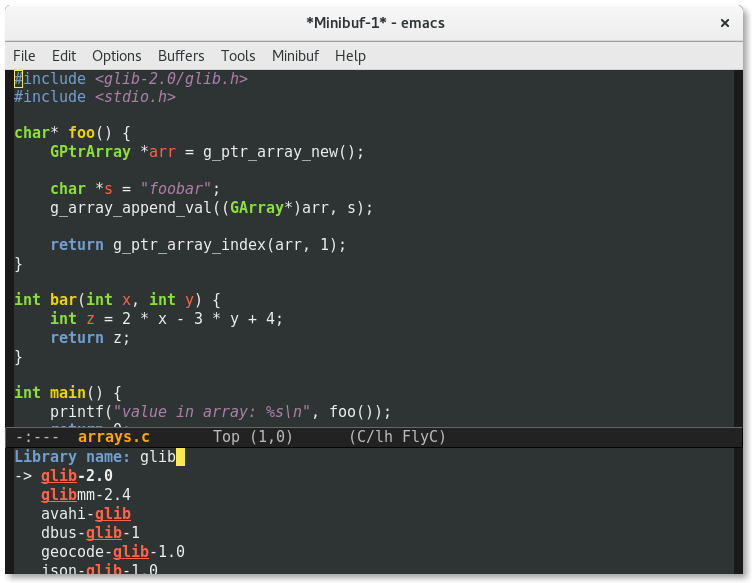 *Minibuf-1* - emacs ×
File Edit Options Buffers Tools Minibuf Help
#include <glib-2.0/glib.h>
#include <stdio.h>
char* foo() {
    GPtrArray *arr = g_ptr_array_new();
    char *s = "foobar";
    g_array_append_val((GArray*)arr, s);
    return g_ptr_array_index(arr, 1);
}
int bar(int x, int y) {
    int z = 2 * x - 3 * y + 4;
    return z;
}
int main() {
    printf("value in array: %s\n", foo());
    return 0;
-:--- arrays.c Top (1,0) (C/lh FlyC)
Library name: glib
-> glib-2.0
glibmm-2.4
avahi-glib
dbus-glib-1
geocode-glib-1.0
json-glib-1.0